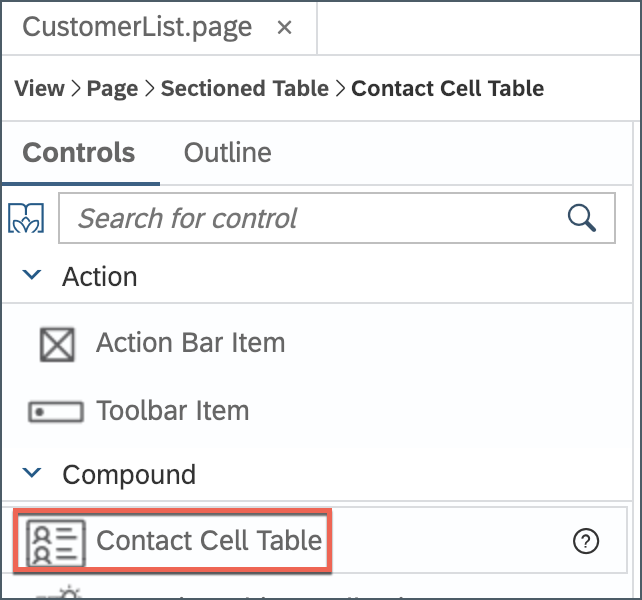 CustomerList.page ×
View > Page > Sectioned Table > Contact Cell Table
Controls Outline
Search for control
Action
Action Bar Item
Toolbar Item
Compound
Contact Cell Table ?